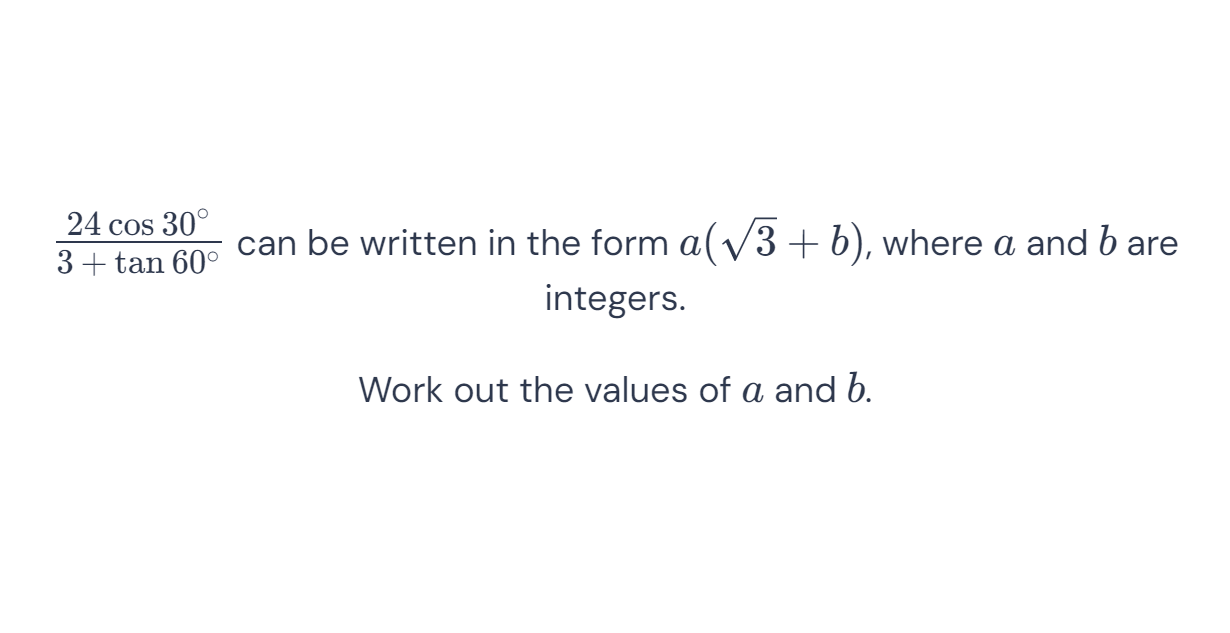 $\frac{24 \cos 30^\circ}{3 + \tan 60^\circ}$ can be written in the form $a(\sqrt{3} + b)$, where $a$ and $b$ are
integers.
Work out the values of $a$ and $b$.